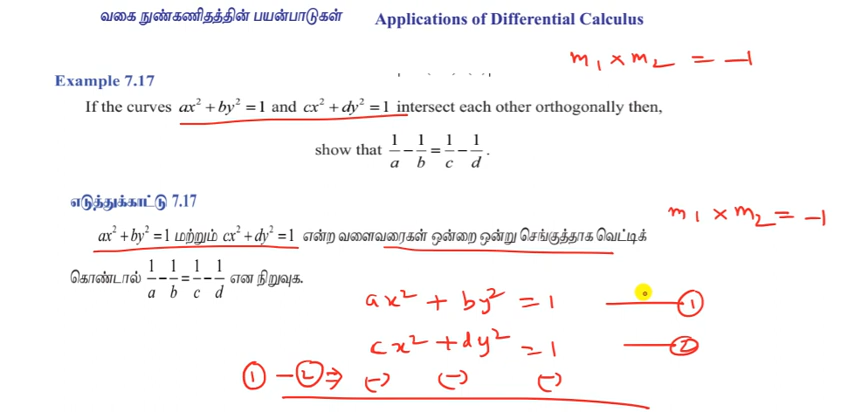 வகை நுண்கணிதத்தின் பயன்பாடுகள் Applications of Differential Calculus
m₁ × m₂ = −1
Example 7.17
If the curves ax² + by² = 1 and cx² + dy² = 1 intersect each other orthogonally then,
show that 1/a − 1/b = 1/c − 1/d.
எடுத்துக்காட்டு 7.17
m₁ × m₂ = −1
ax² + by² = 1 மற்றும் cx² + dy² = 1 என்ற வளைவரைகள் ஒன்றை ஒன்று செங்குத்தாக வெட்டிக்
கொண்டால் 1/a − 1/b = 1/c − 1/d என நிறுவுக.
ax² + by² = 1 —— ①
cx² + dy² = 1 —— ②
① − ② ⇒ (−) (−) (−)